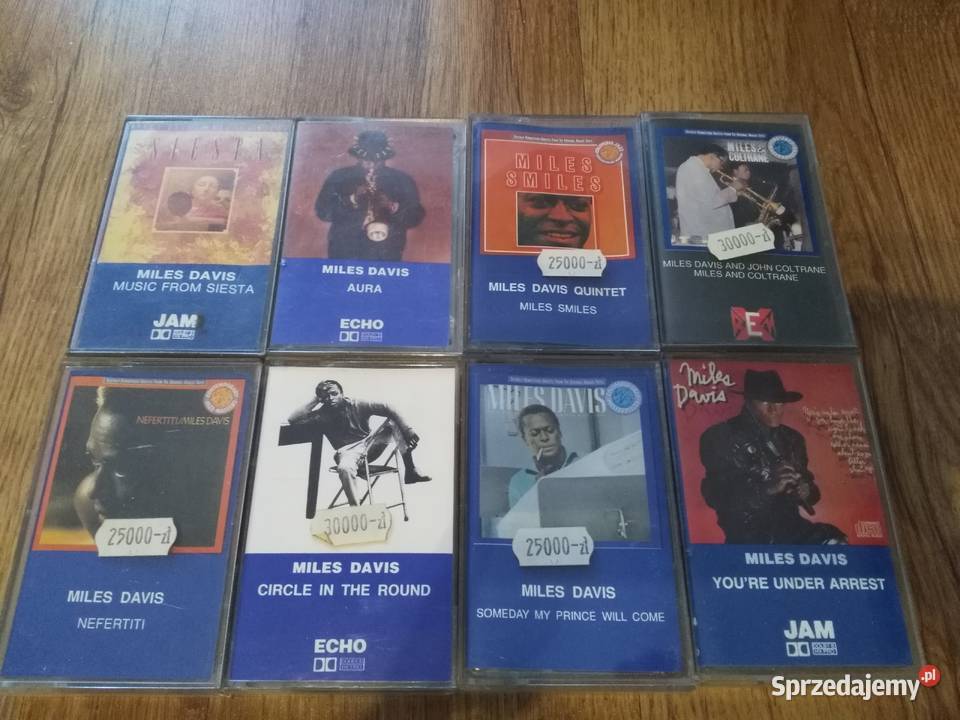 SIESTA
MILES DAVIS
MUSIC FROM SIESTA
JAM
MILES DAVIS
AURA
ECHO
MILES
SMILES
25000-zł
MILES DAVIS QUINTET
MILES SMILES
MILES &
COLTRANE
30000-zł
MILES DAVIS AND JOHN COLTRANE
MILES AND COLTRANE
E
NEFERTITI/MILES DAVIS
25000-zł
MILES DAVIS
NEFERTITI
30000-zł
MILES DAVIS
CIRCLE IN THE ROUND
ECHO
MILES DAVIS
25000-zł
MILES DAVIS
SOMEDAY MY PRINCE WILL COME
Miles
Davis
MILES DAVIS
YOU'RE UNDER ARREST
JAM
Sprzedajemy.pl